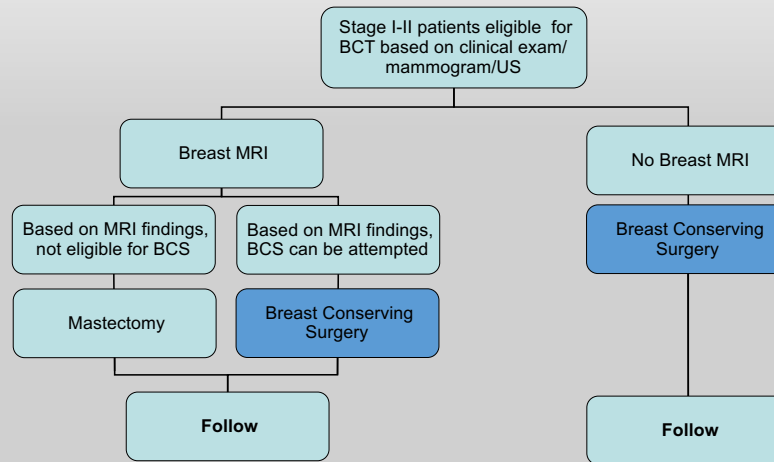 Stage I-II patients eligible for
BCT based on clinical exam/
mammogram/US
Breast MRI
No Breast MRI
Based on MRI findings,
not eligible for BCS
Based on MRI findings,
BCS can be attempted
Breast Conserving
Surgery
Mastectomy
Breast Conserving
Surgery
Follow
Follow